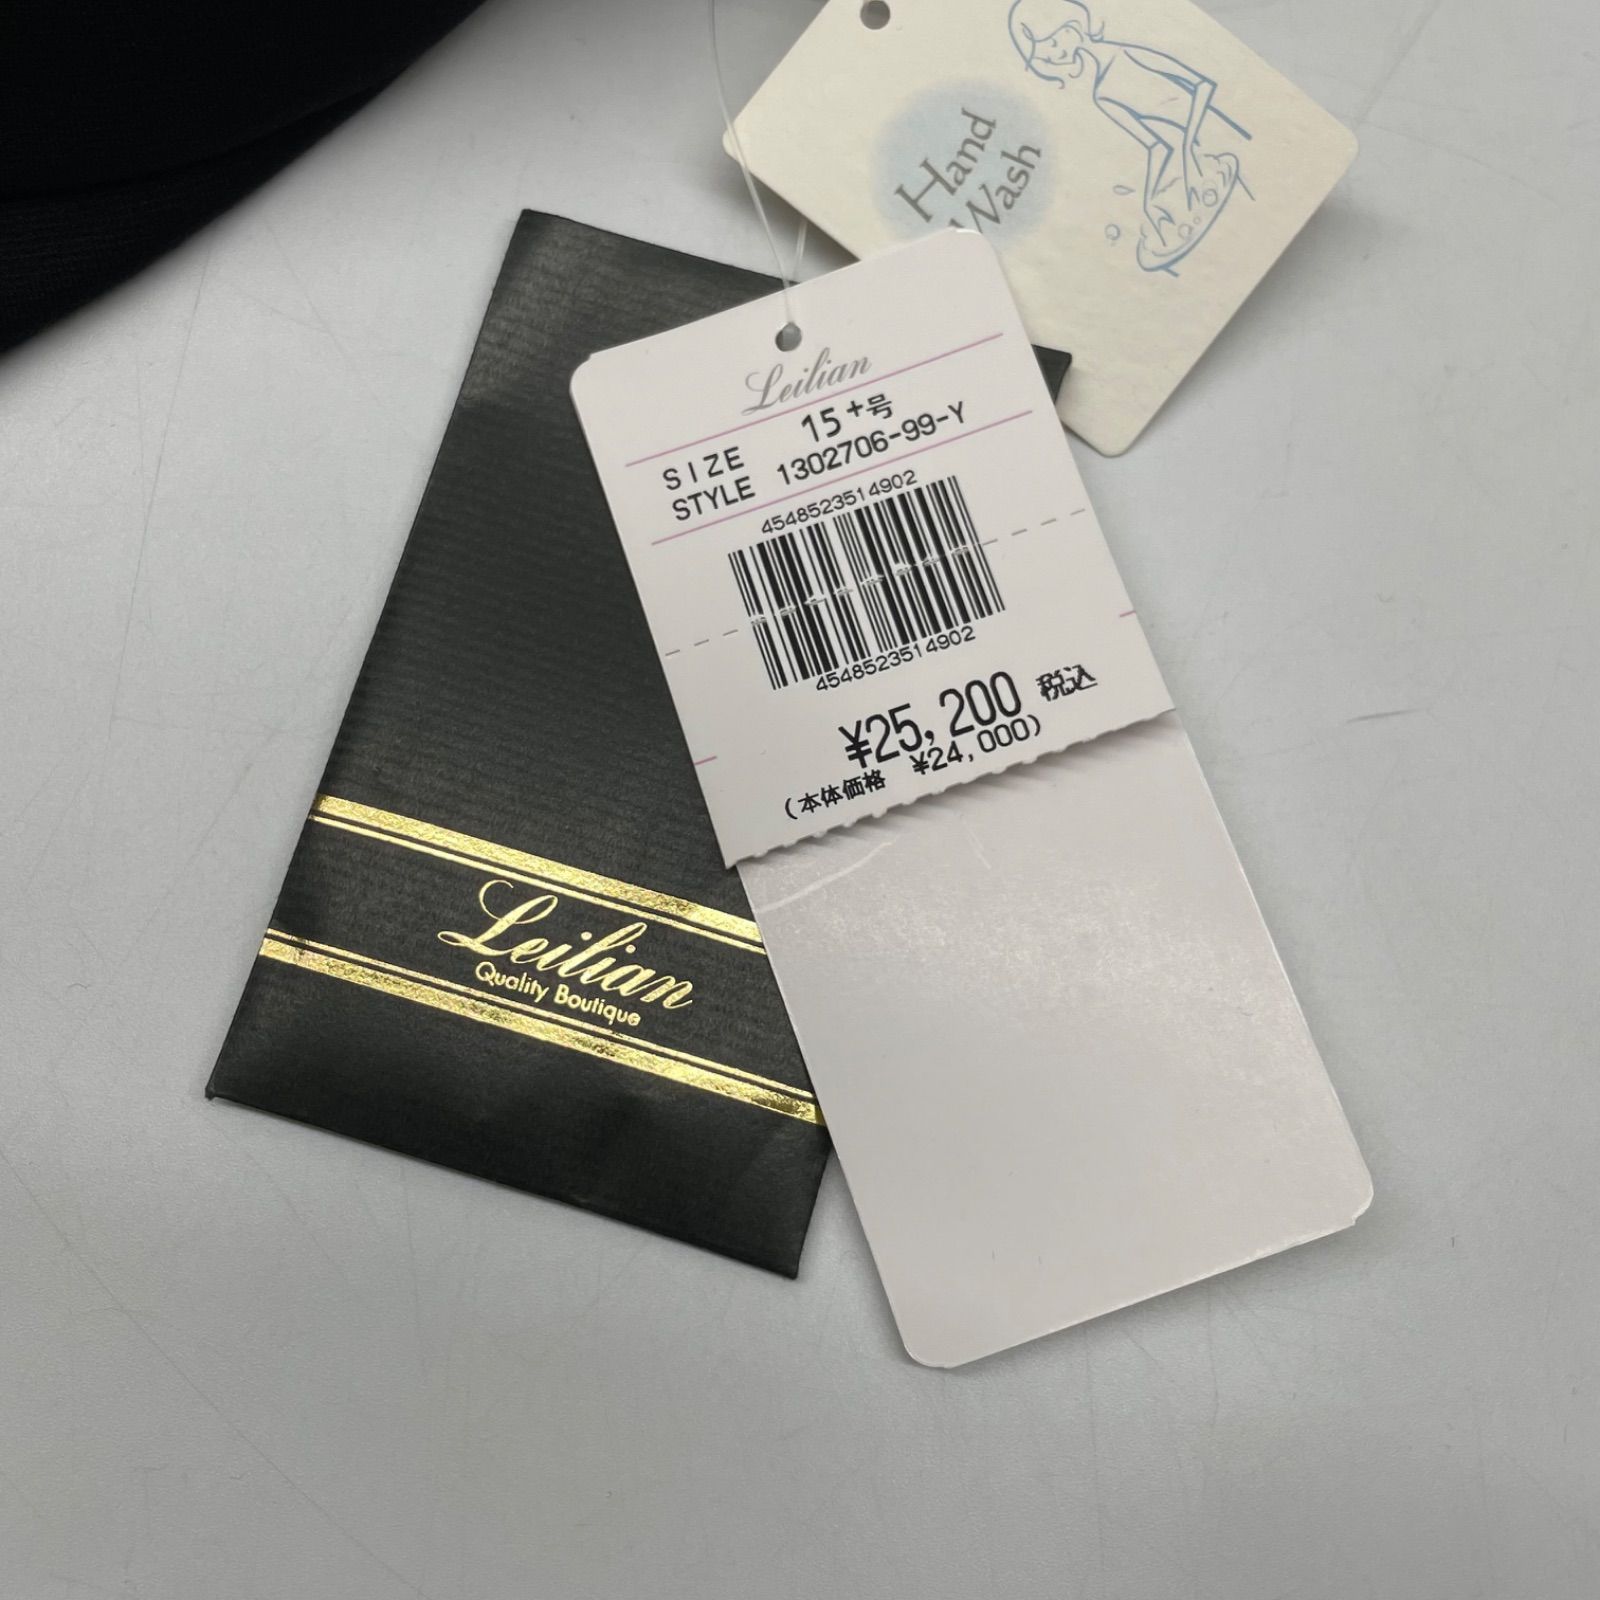 Hand
Wash
Leilian
SIZE 15+号
STYLE 1302706-99-Y
4548523514902
4548523514902
¥25,200 税込
(本体価格 ¥24,000)
Leilian
Quality Boutique